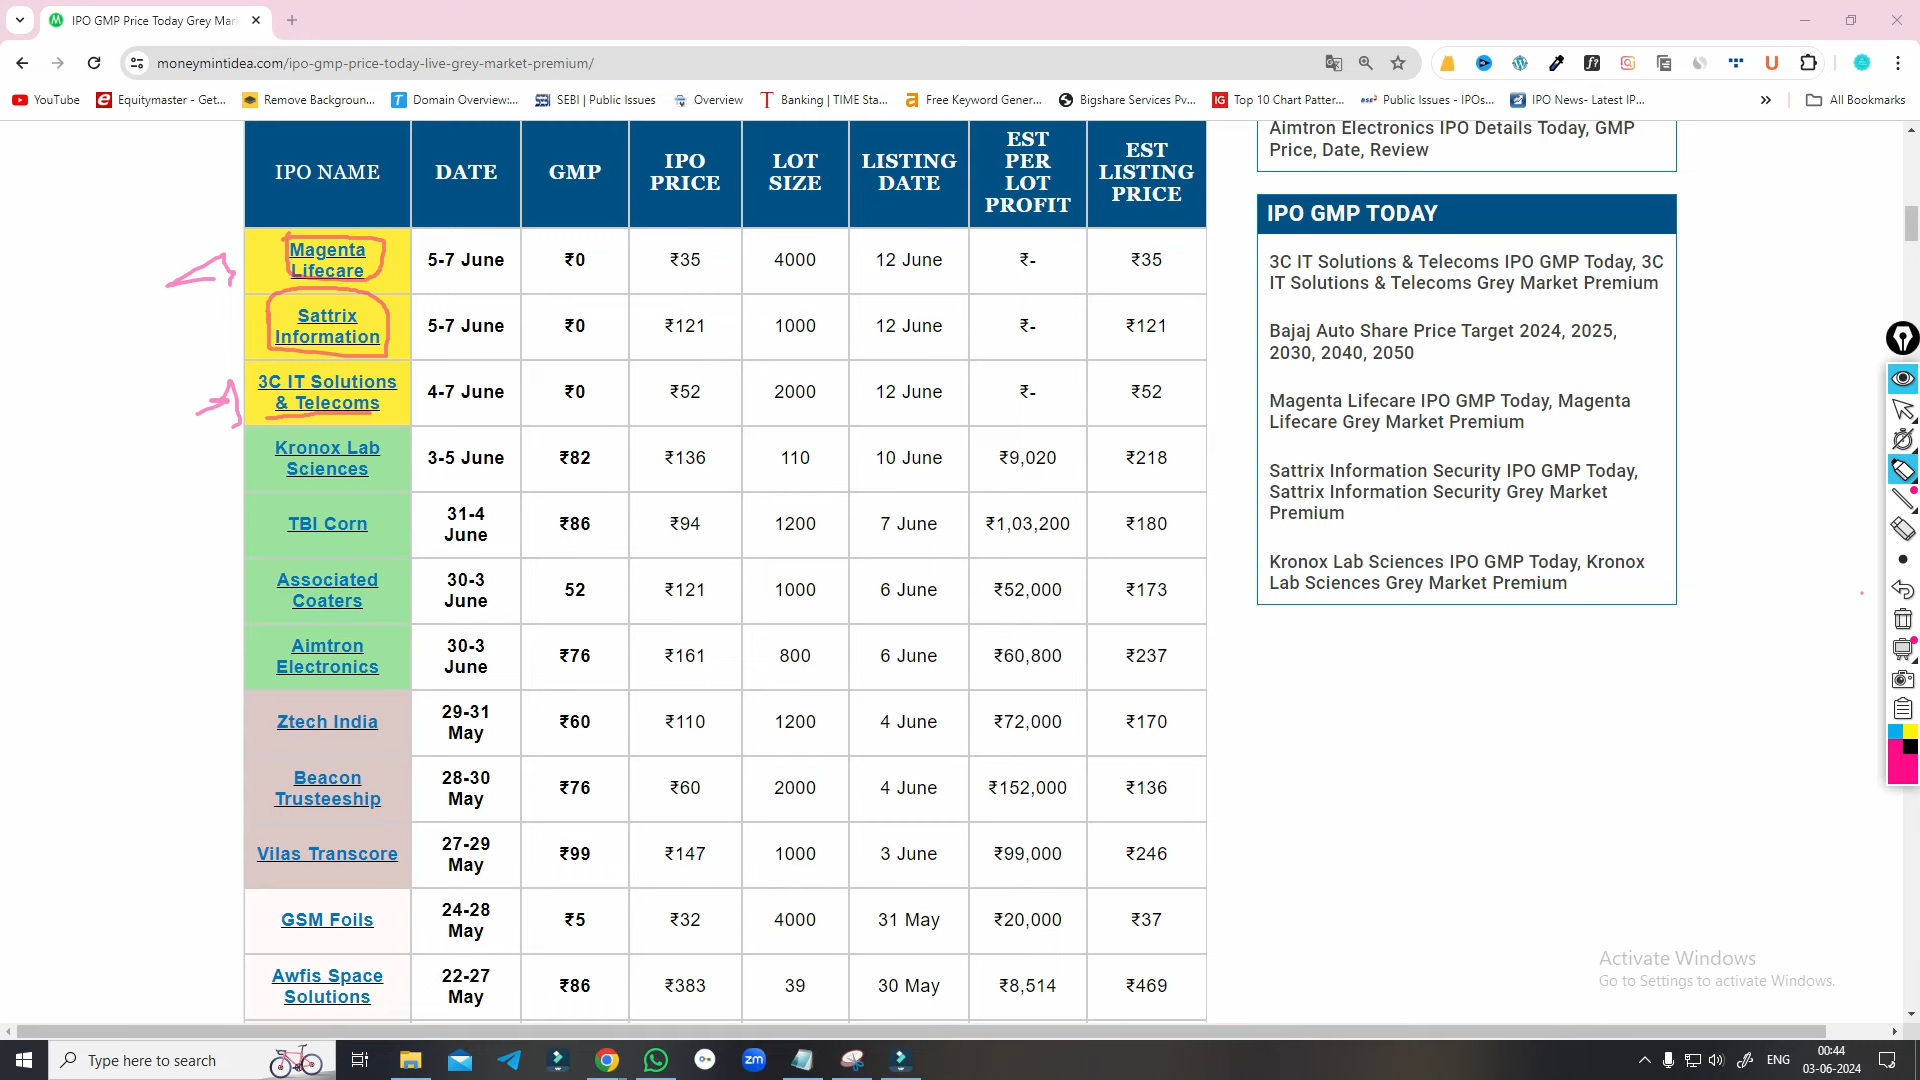 IPO GMP Price Today Grey Mar
moneymintidea.com/ipo-gmp-price-today-live-grey-market-premium/
YouTube
Equitymaster - Get...
Remove Backgroun...
Domain Overview:...
SEBI | Public Issues
Overview
Banking | TIME Sta...
Free Keyword Gener...
Bigshare Services Pv...
Top 10 Chart Patter...
Public Issues - IPOs...
IPO News- Latest IP...
All Bookmarks
IPO NAME
DATE
GMP
IPO
PRICE
LOT
SIZE
LISTING
DATE
EST
PER
LOT
PROFIT
EST
LISTING
PRICE
Magenta
Lifecare
5-7 June
₹0
₹35
4000
12 June
₹-
₹35
Sattrix
Information
5-7 June
₹0
₹121
1000
12 June
₹-
₹121
3C IT Solutions
& Telecoms
4-7 June
₹0
₹52
2000
12 June
₹-
₹52
Kronox Lab
Sciences
3-5 June
₹82
₹136
110
10 June
₹9,020
₹218
TBI Corn
31-4
June
₹86
₹94
1200
7 June
₹1,03,200
₹180
Associated
Coaters
30-3
June
52
₹121
1000
6 June
₹52,000
₹173
Aimtron
Electronics
30-3
June
₹76
₹161
800
6 June
₹60,800
₹237
Ztech India
29-31
May
₹60
₹110
1200
4 June
₹72,000
₹170
Beacon
Trusteeship
28-30
May
₹76
₹60
2000
4 June
₹152,000
₹136
Vilas Transcore
27-29
May
₹99
₹147
1000
3 June
₹99,000
₹246
GSM Foils
24-28
May
₹5
₹32
4000
31 May
₹20,000
₹37
Awfis Space
Solutions
22-27
May
₹86
₹383
39
30 May
₹8,514
₹469
Aimtron Electronics IPO Details Today, GMP
Price, Date, Review
IPO GMP TODAY
3C IT Solutions & Telecoms IPO GMP Today, 3C
IT Solutions & Telecoms Grey Market Premium
Bajaj Auto Share Price Target 2024, 2025,
2030, 2040, 2050
Magenta Lifecare IPO GMP Today, Magenta
Lifecare Grey Market Premium
Sattrix Information Security IPO GMP Today,
Sattrix Information Security Grey Market
Premium
Kronox Lab Sciences IPO GMP Today, Kronox
Lab Sciences Grey Market Premium
Activate Windows
Go to Settings to activate Windows.
Type here to search
ENG
00:44
03-06-2024